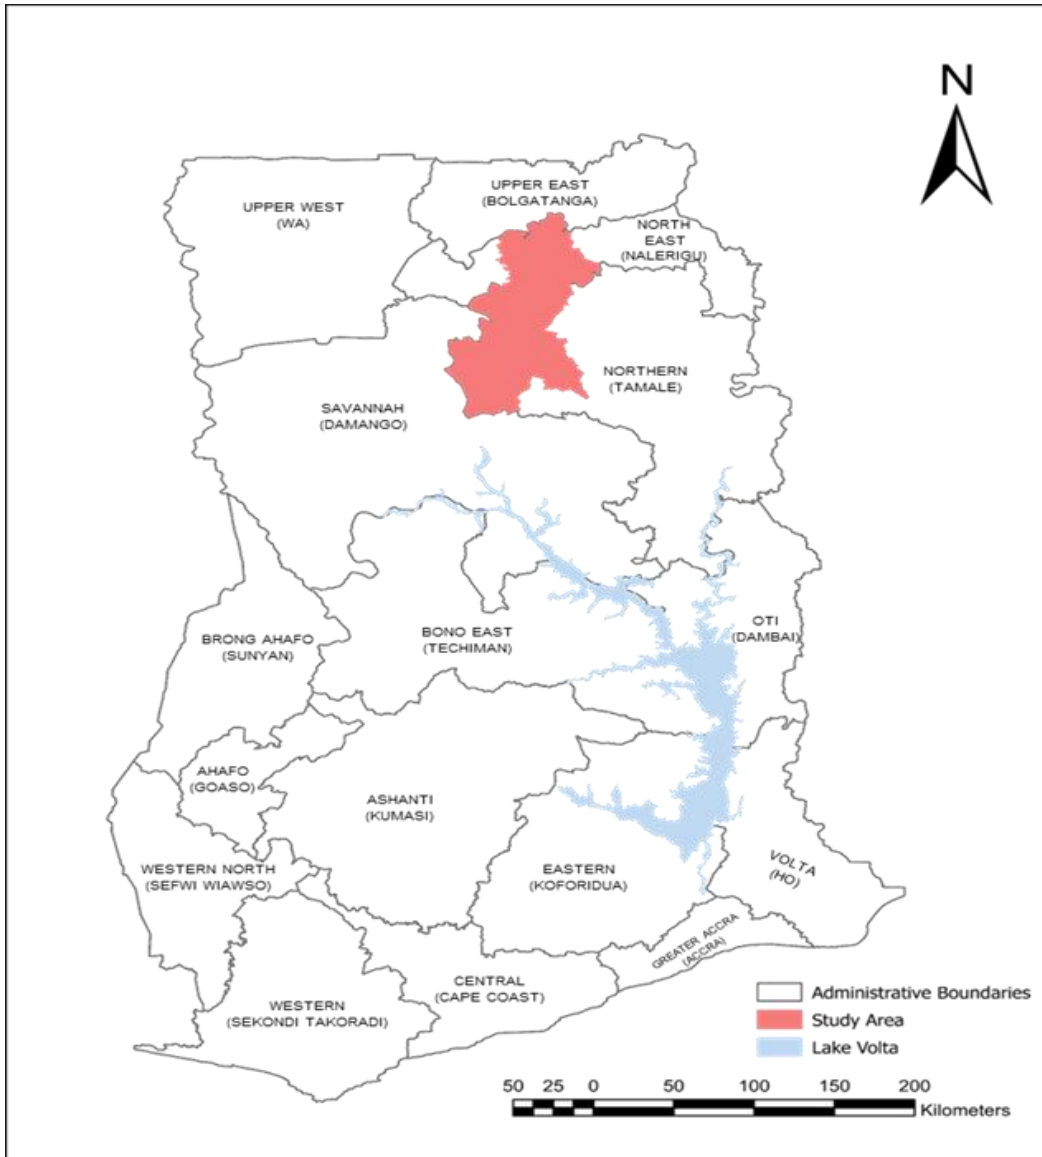 N
UPPER EAST
(BOLGATANGA)
UPPER WEST
(WA)
NORTH
EAST
(NALERIGU)
NORTHERN
(TAMALE)
SAVANNAH
(DAMANGO)
OTI
(DAMBAI)
BRONG AHAFO
(SUNYAN)
BONO EAST
(TECHIMAN)
AHAFO
(GOASO)
ASHANTI
(KUMASI)
WESTERN NORTH
(SEFWI WIAWSO)
EASTERN
(KOFORIDUA)
VOLTA
(HO)
GREATER ACCRA
(ACCRA)
CENTRAL
(CAPE COAST)
WESTERN
(SEKONDI TAKORADI)
Administrative Boundaries
Study Area
Lake Volta
50 25 0 50 100 150 200
Kilometers